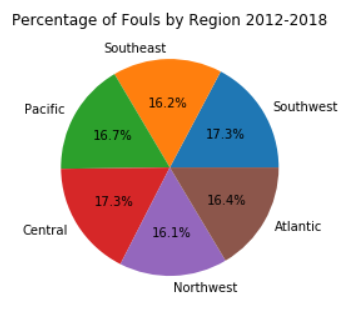 Percentage of Fouls by Region 2012-2018
Southeast
Southwest
Pacific
16.2%
17.3%
16.7%
17.3%
16.4%
16.1%
Central
Atlantic
Northwest